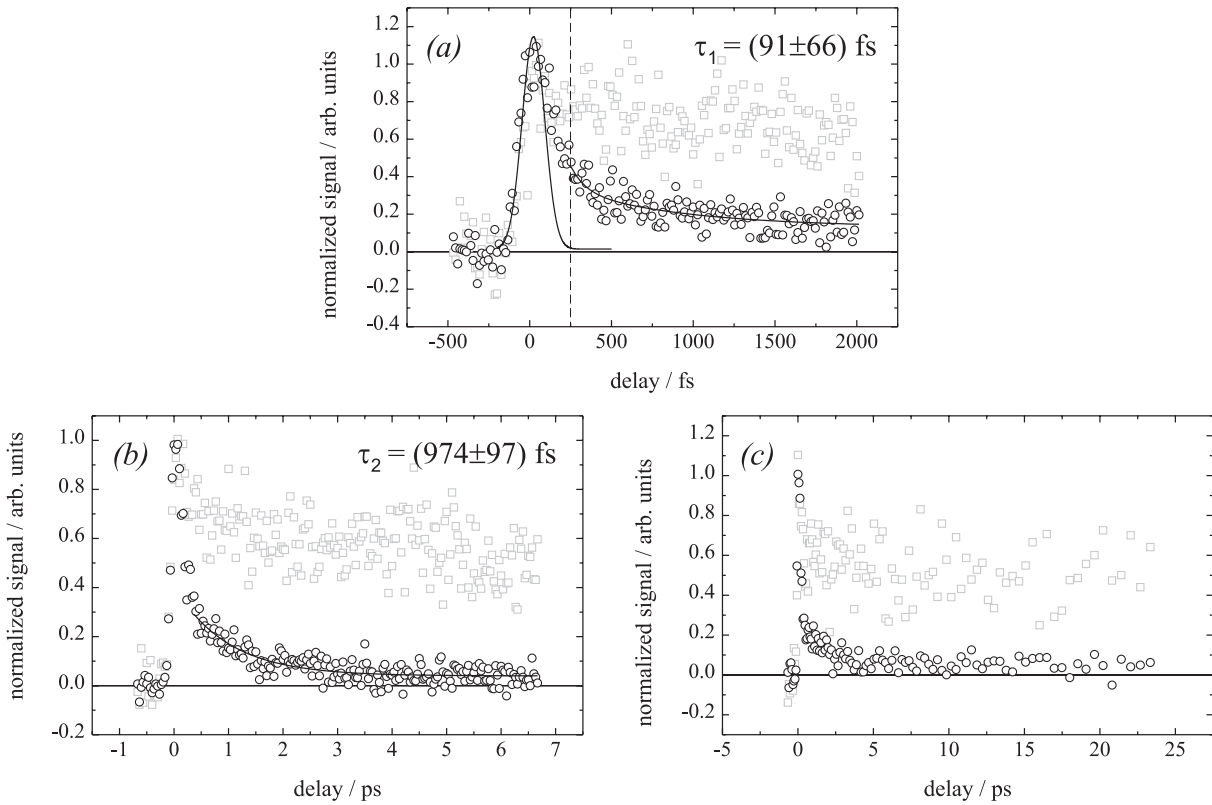 (a)
τ1 = (91±66) fs
normalized signal / arb. units
1.2
1.0
0.8
0.6
0.4
0.2
0.0
-0.2
-0.4
-500 0 500 1000 1500 2000
delay / fs
(b)
τ2 = (974±97) fs
normalized signal / arb. units
1.0
0.8
0.6
0.4
0.2
0.0
-0.2
-1 0 1 2 3 4 5 6 7
delay / ps
(c)
normalized signal / arb. units
1.4
1.2
1.0
0.8
0.6
0.4
0.2
0.0
-0.2
-5 0 5 10 15 20 25
delay / ps